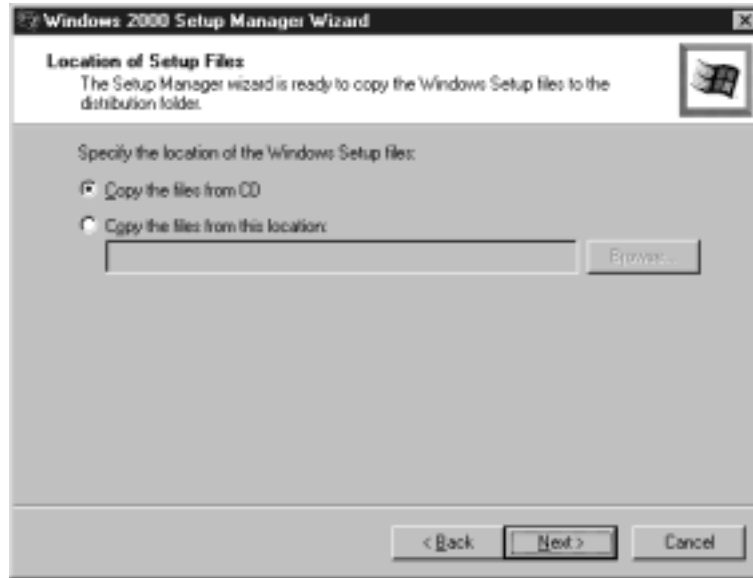 Windows 2000 Setup Manager Wizard
Location of Setup Files
The Setup Manager wizard is ready to copy the Windows Setup files to the
distribution folder.
Specify the location of the Windows Setup files:
Copy the files from CD
Copy the files from this location:
Browse...
< Back
Next >
Cancel